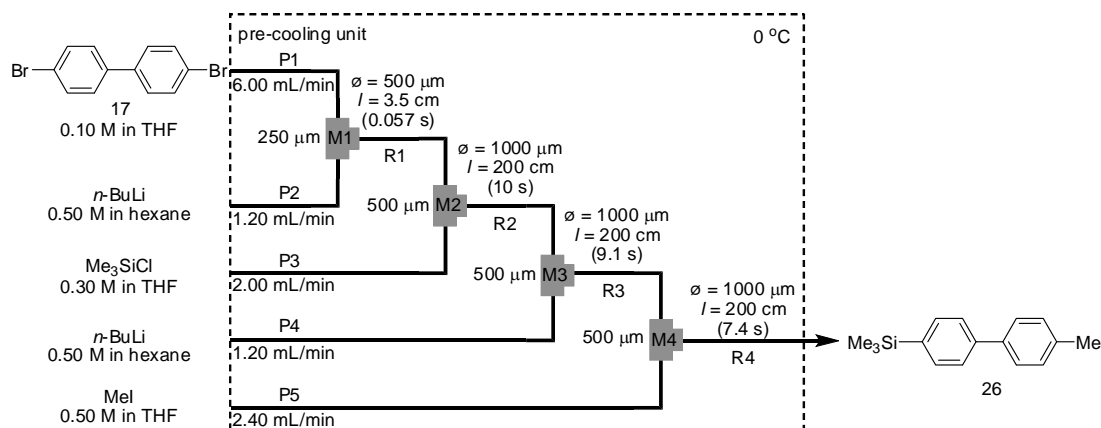 pre-cooling unit
0 °C
Br
Br
17
0.10 M in THF
P1
6.00 mL/min
ø = 500 µm
l = 3.5 cm
(0.057 s)
250 µm
M1
R1
n-BuLi
0.50 M in hexane
P2
1.20 mL/min
ø = 1000 µm
l = 200 cm
(10 s)
500 µm
M2
R2
Me3SiCl
0.30 M in THF
P3
2.00 mL/min
ø = 1000 µm
l = 200 cm
(9.1 s)
500 µm
M3
R3
n-BuLi
0.50 M in hexane
P4
1.20 mL/min
ø = 1000 µm
l = 200 cm
(7.4 s)
500 µm
M4
R4
MeI
0.50 M in THF
P5
2.40 mL/min
Me3Si
Me
26